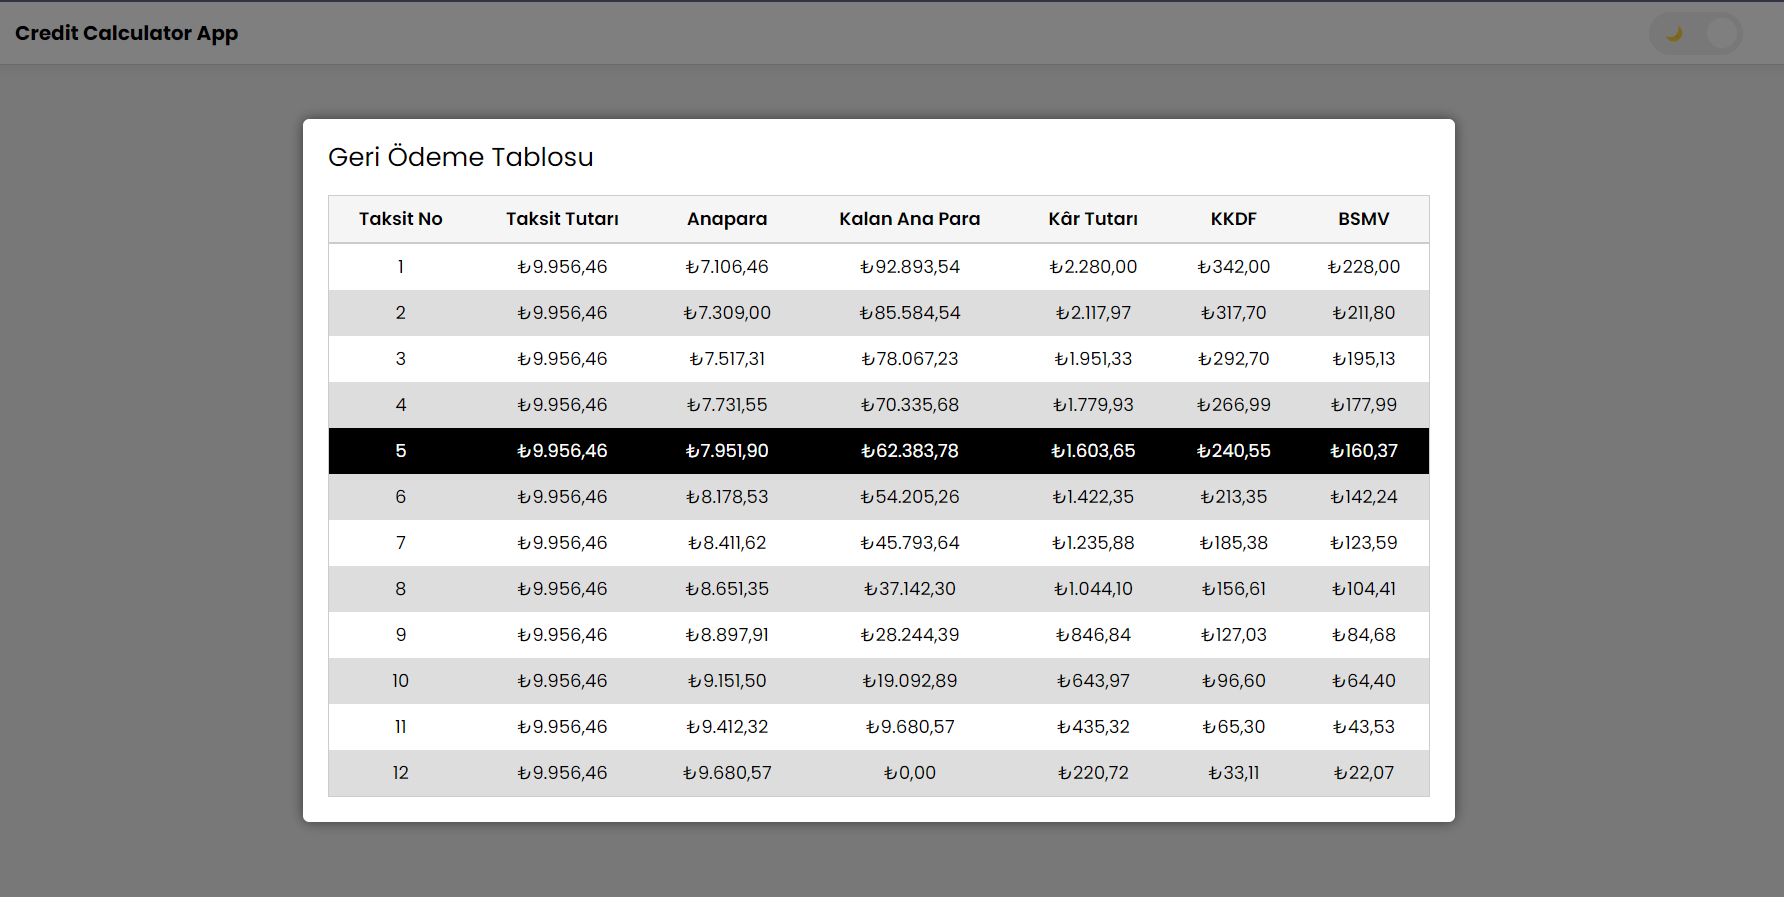 Credit Calculator App
Geri Ödeme Tablosu
Taksit No Taksit Tutarı Anapara Kalan Ana Para Kâr Tutarı KKDF BSMV
1 ₺9.956,46 ₺7.106,46 ₺92.893,54 ₺2.280,00 ₺342,00 ₺228,00
2 ₺9.956,46 ₺7.309,00 ₺85.584,54 ₺2.117,97 ₺317,70 ₺211,80
3 ₺9.956,46 ₺7.517,31 ₺78.067,23 ₺1.951,33 ₺292,70 ₺195,13
4 ₺9.956,46 ₺7.731,55 ₺70.335,68 ₺1.779,93 ₺266,99 ₺177,99
5 ₺9.956,46 ₺7.951,90 ₺62.383,78 ₺1.603,65 ₺240,55 ₺160,37
6 ₺9.956,46 ₺8.178,53 ₺54.205,26 ₺1.422,35 ₺213,35 ₺142,24
7 ₺9.956,46 ₺8.411,62 ₺45.793,64 ₺1.235,88 ₺185,38 ₺123,59
8 ₺9.956,46 ₺8.651,35 ₺37.142,30 ₺1.044,10 ₺156,61 ₺104,41
9 ₺9.956,46 ₺8.897,91 ₺28.244,39 ₺846,84 ₺127,03 ₺84,68
10 ₺9.956,46 ₺9.151,50 ₺19.092,89 ₺643,97 ₺96,60 ₺64,40
11 ₺9.956,46 ₺9.412,32 ₺9.680,57 ₺435,32 ₺65,30 ₺43,53
12 ₺9.956,46 ₺9.680,57 ₺0,00 ₺220,72 ₺33,11 ₺22,07